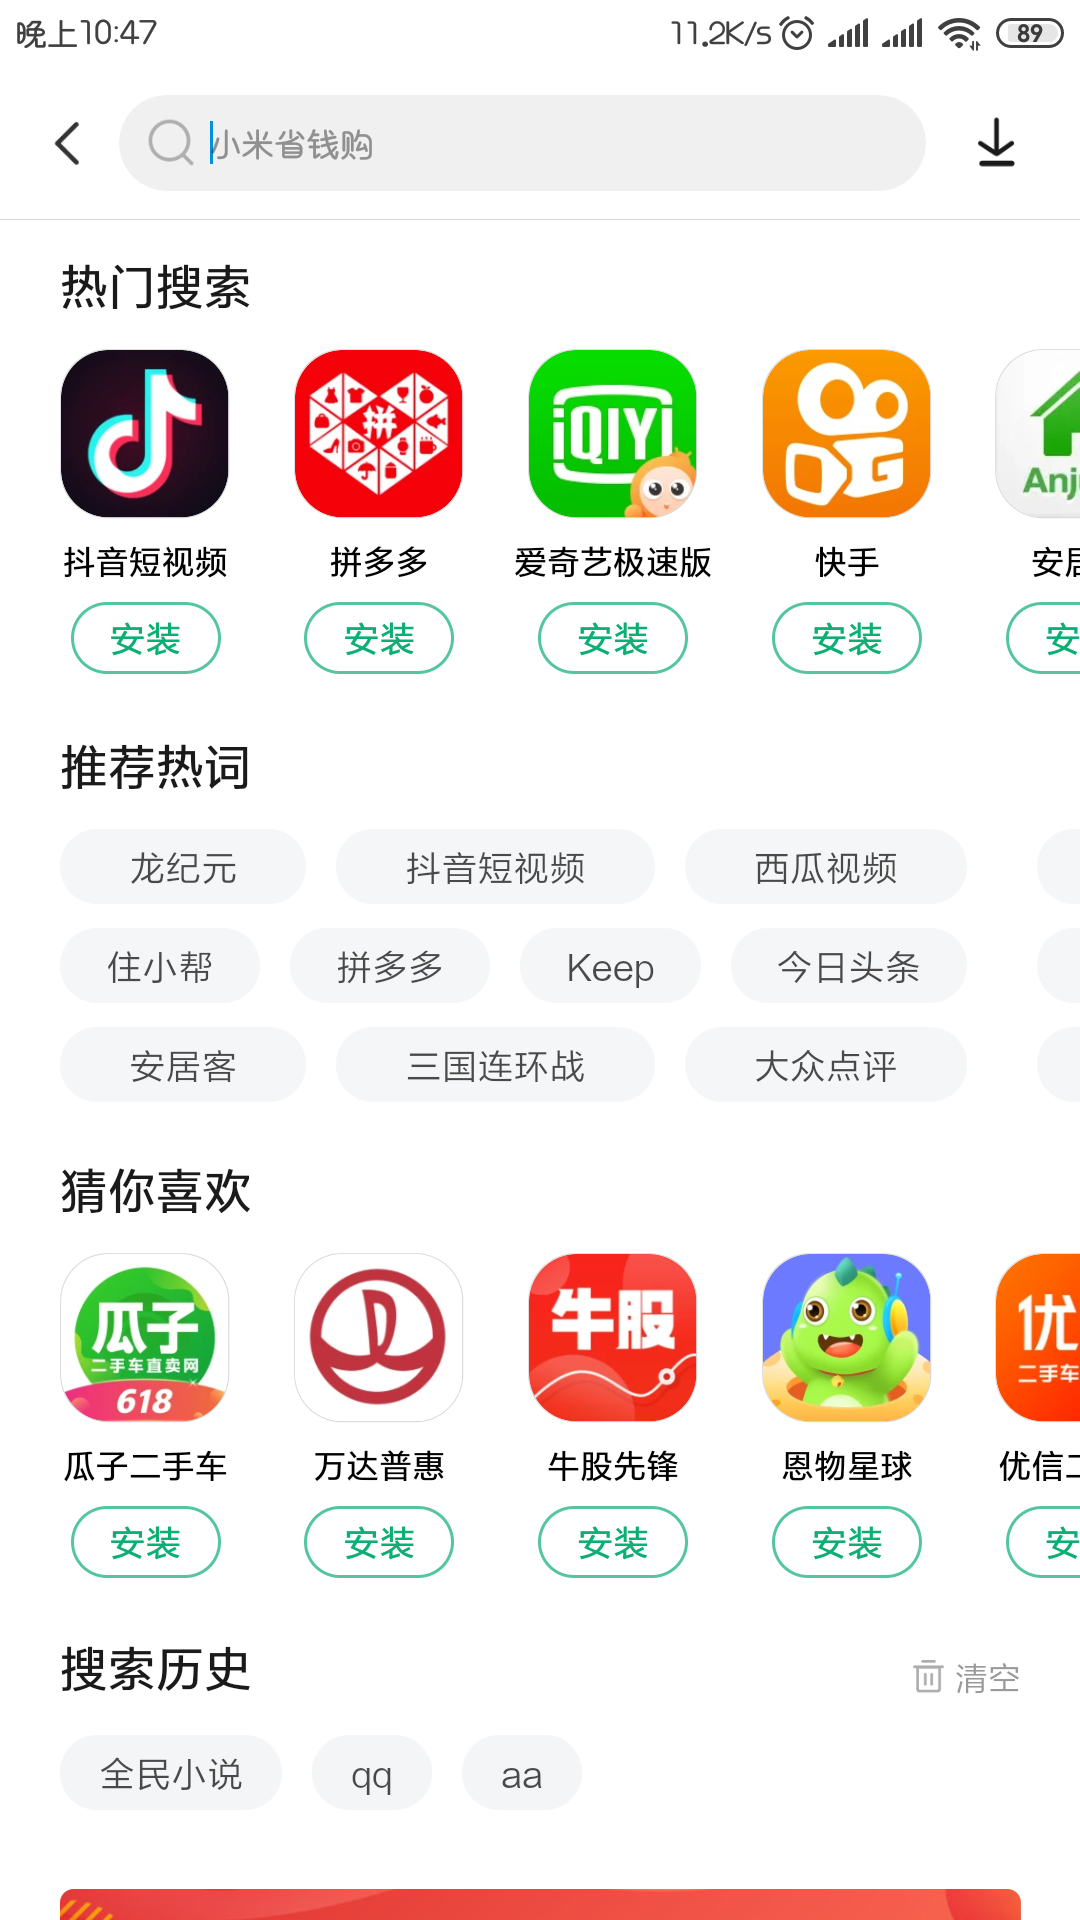 晚上10:47
11.2K/s
89
小米省钱购
热门搜索
拼
iQIYI
Anj
抖音短视频
拼多多
爱奇艺极速版
快手
安居
安装
安装
安装
安装
安
推荐热词
龙纪元
抖音短视频
西瓜视频
住小帮
拼多多
Keep
今日头条
安居客
三国连环战
大众点评
猜你喜欢
瓜子
二手车直卖网
618
牛股
优
二手车
瓜子二手车
万达普惠
牛股先锋
恩物星球
优信二
安装
安装
安装
安装
安
搜索历史
清空
全民小说
qq
aa